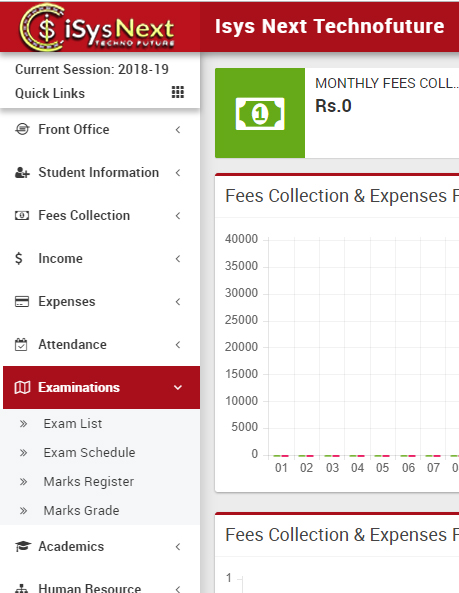 iSysNext
TECHNO FUTURE
Isys Next Technofuture
Current Session: 2018-19
Quick Links
Front Office
Student Information
Fees Collection
Income
Expenses
Attendance
Examinations
Exam List
Exam Schedule
Marks Register
Marks Grade
Academics
Human Resource
MONTHLY FEES COLL...
Rs.0
Fees Collection & Expenses F
40000
35000
30000
25000
20000
15000
10000
5000
0
01 02 03 04 05 06 07 08
Fees Collection & Expenses F
1